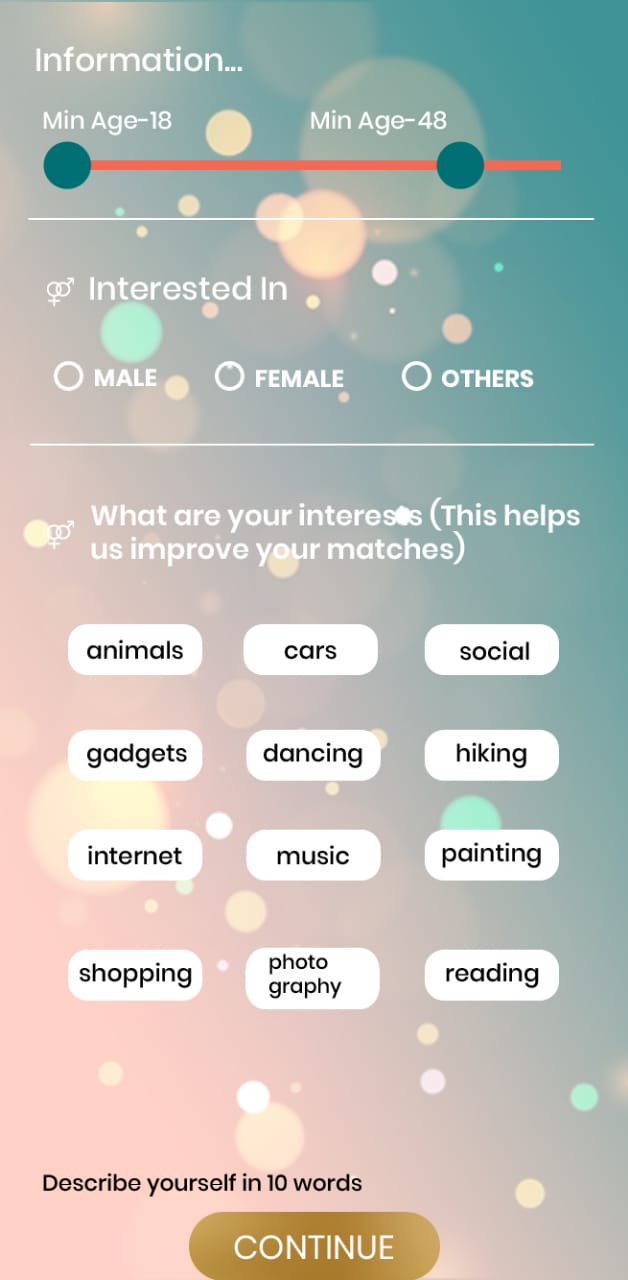 Information...
Min Age-18 Min Age-48
Interested In
MALE FEMALE OTHERS
What are your interests (This helps
us improve your matches)
animals cars social
gadgets dancing hiking
internet music painting
shopping photo
graphy reading
Describe yourself in 10 words
CONTINUE